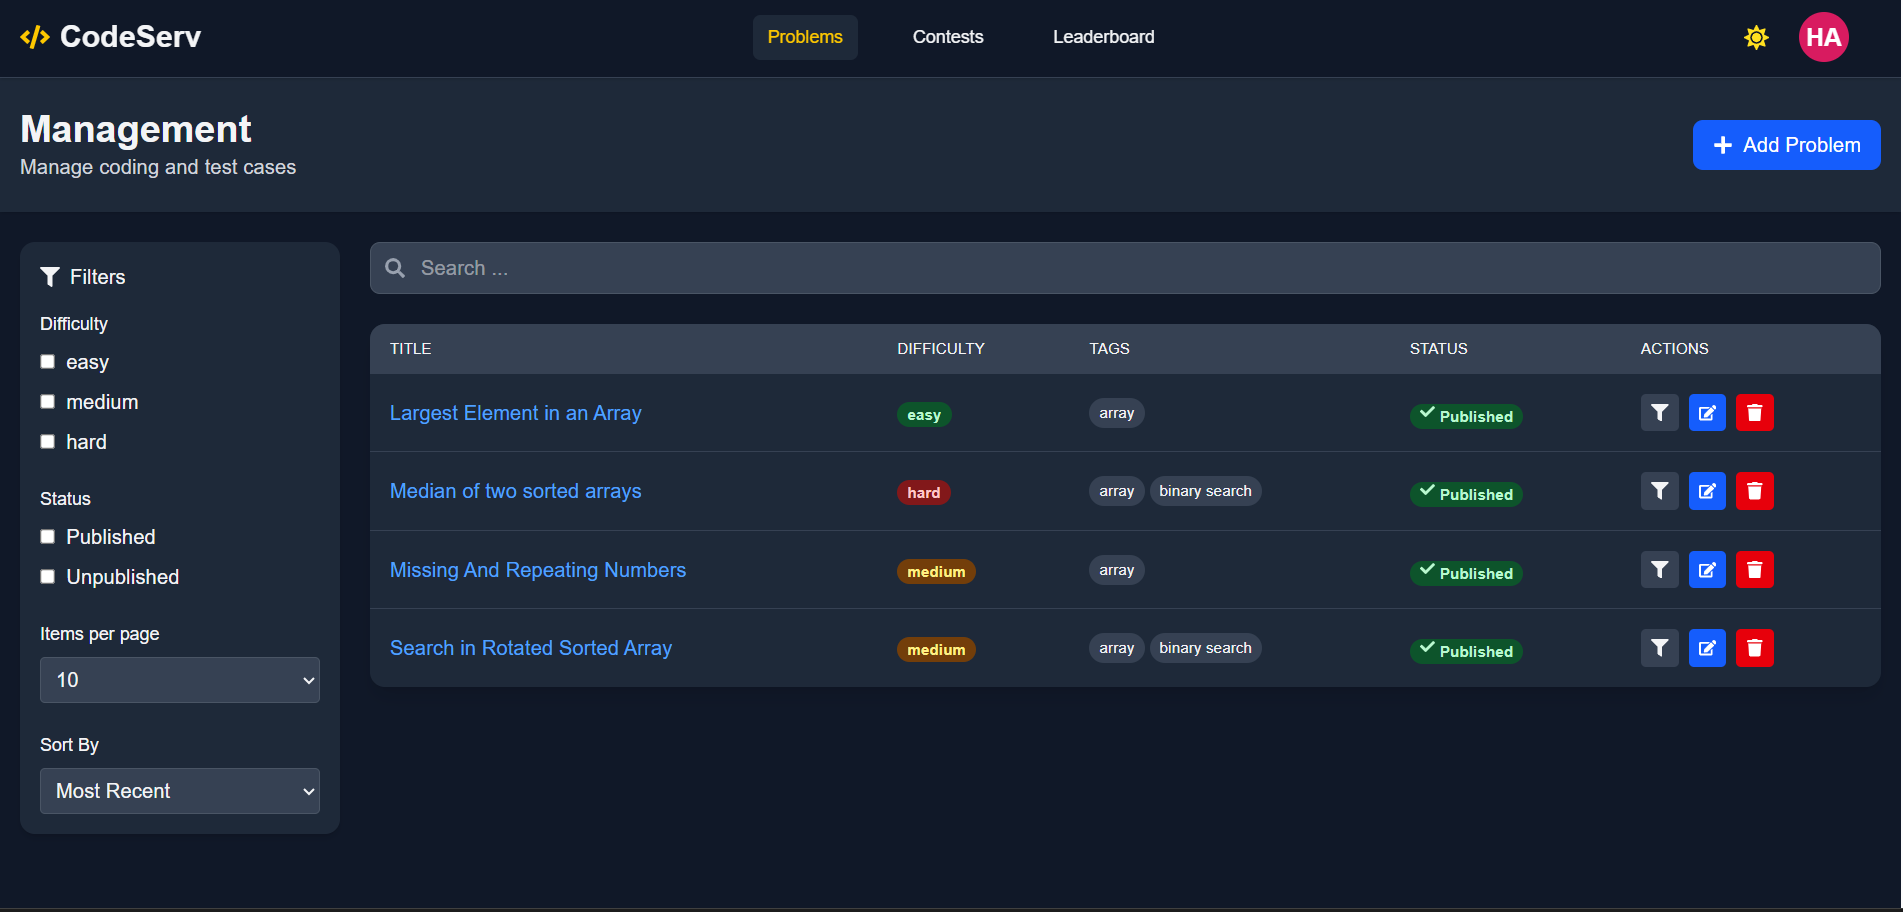 CodeServ
Problems Contests Leaderboard
HA
Management
Manage coding and test cases
Add Problem
Filters
Difficulty
easy
medium
hard
Status
Published
Unpublished
Items per page
10
Sort By
Most Recent
Search ...
TITLE DIFFICULTY TAGS STATUS ACTIONS
Largest Element in an Array easy array Published
Median of two sorted arrays hard array binary search Published
Missing And Repeating Numbers medium array Published
Search in Rotated Sorted Array medium array binary search Published